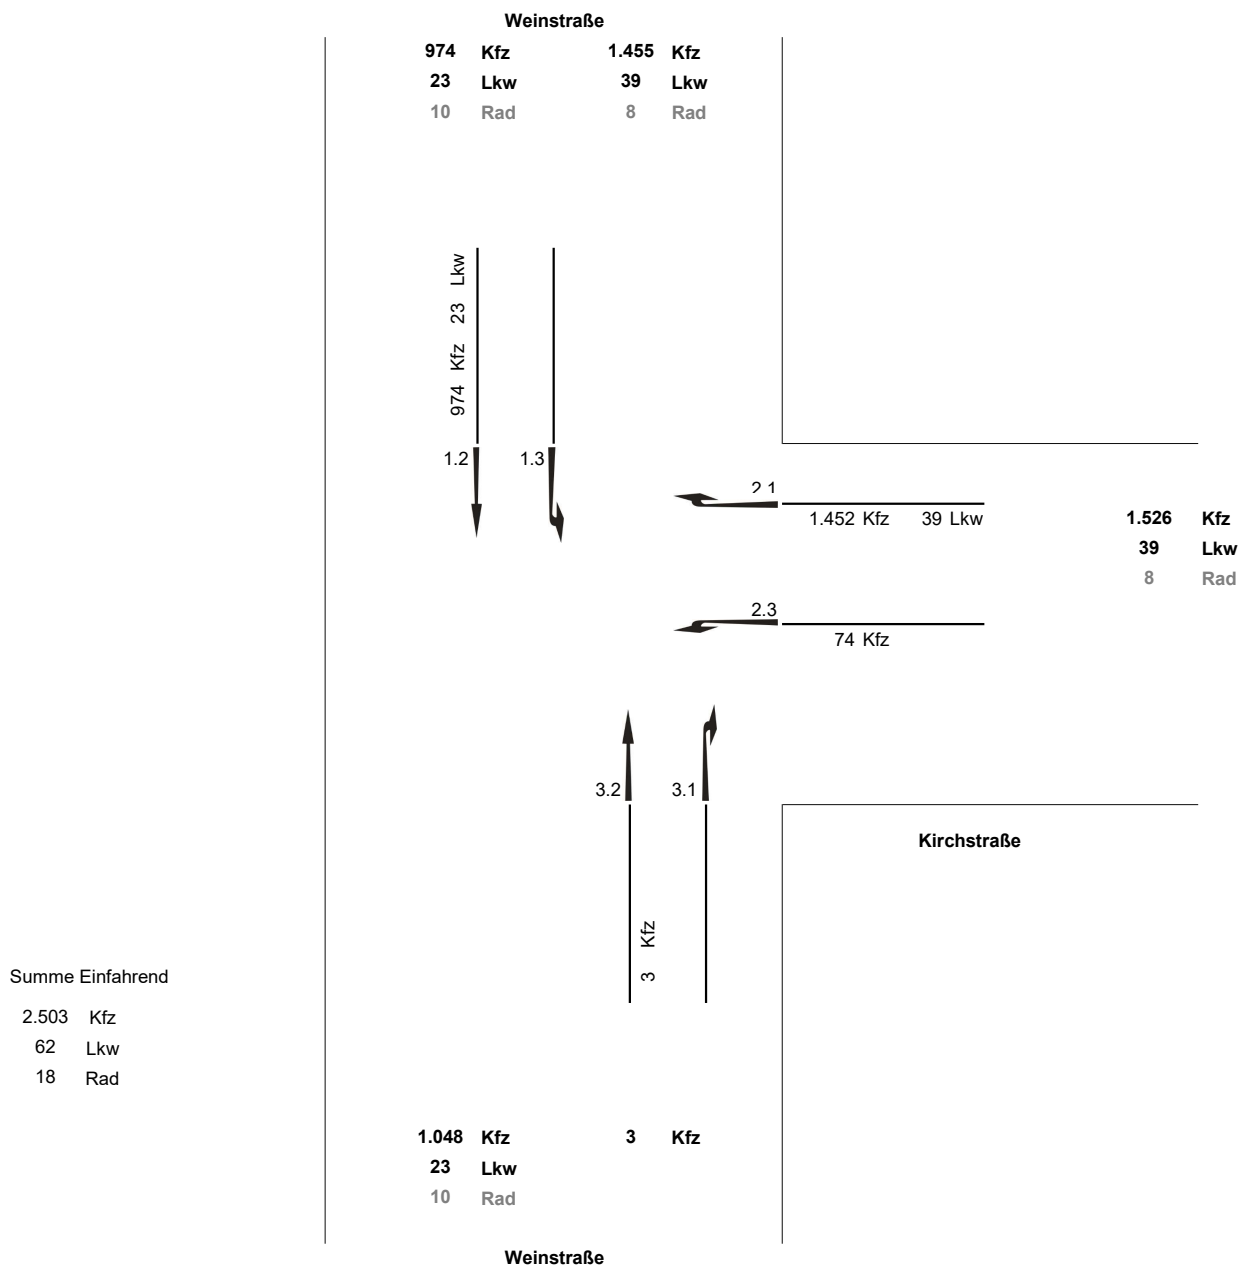 Weinstraße
974 Kfz 1.455 Kfz
23 Lkw 39 Lkw
10 Rad 8 Rad
974 Kfz 23 Lkw
1.2 1.3
2.1
1.452 Kfz 39 Lkw
1.526 Kfz
39 Lkw
8 Rad
2.3
74 Kfz
3.2 3.1
3 Kfz
Kirchstraße
Summe Einfahrend
2.503 Kfz
62 Lkw
18 Rad
1.048 Kfz 3 Kfz
23 Lkw
10 Rad
Weinstraße